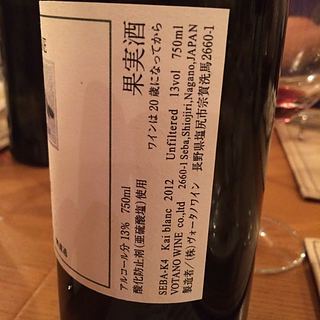 果実酒
ワインは20歳になってから
Unfiltered 13vol 750ml
2660-1Seba,Shiojiri,Nagano,JAPAN
長野県塩尻市宗賀洗馬2660-1
アルコール分 13% 750ml
酸化防止剤(亜硫酸塩)使用
SEBA-K4 Kai blanc 2012
VOTANO WINE co.,ltd
製造者/(株)ヴォータノワイン